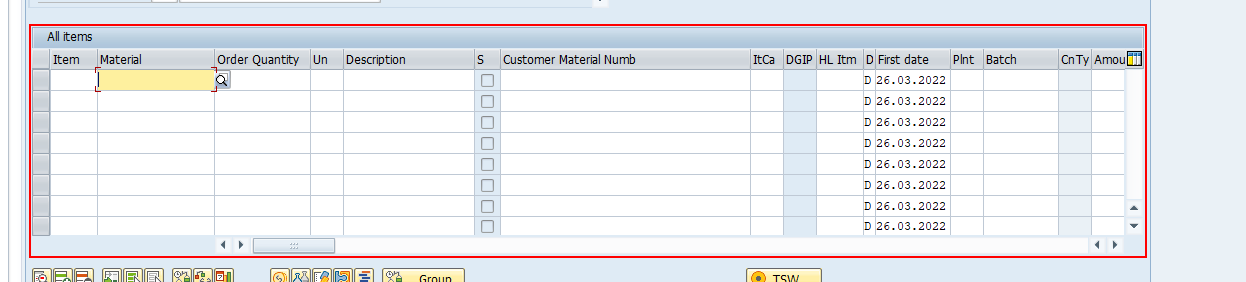 All items
Item Material Order Quantity Un Description S Customer Material Numb ItCa DGIP HL Itm D First date Plnt Batch CnTy Amou
D 26.03.2022
D 26.03.2022
D 26.03.2022
D 26.03.2022
D 26.03.2022
D 26.03.2022
D 26.03.2022
D 26.03.2022
Group TSW